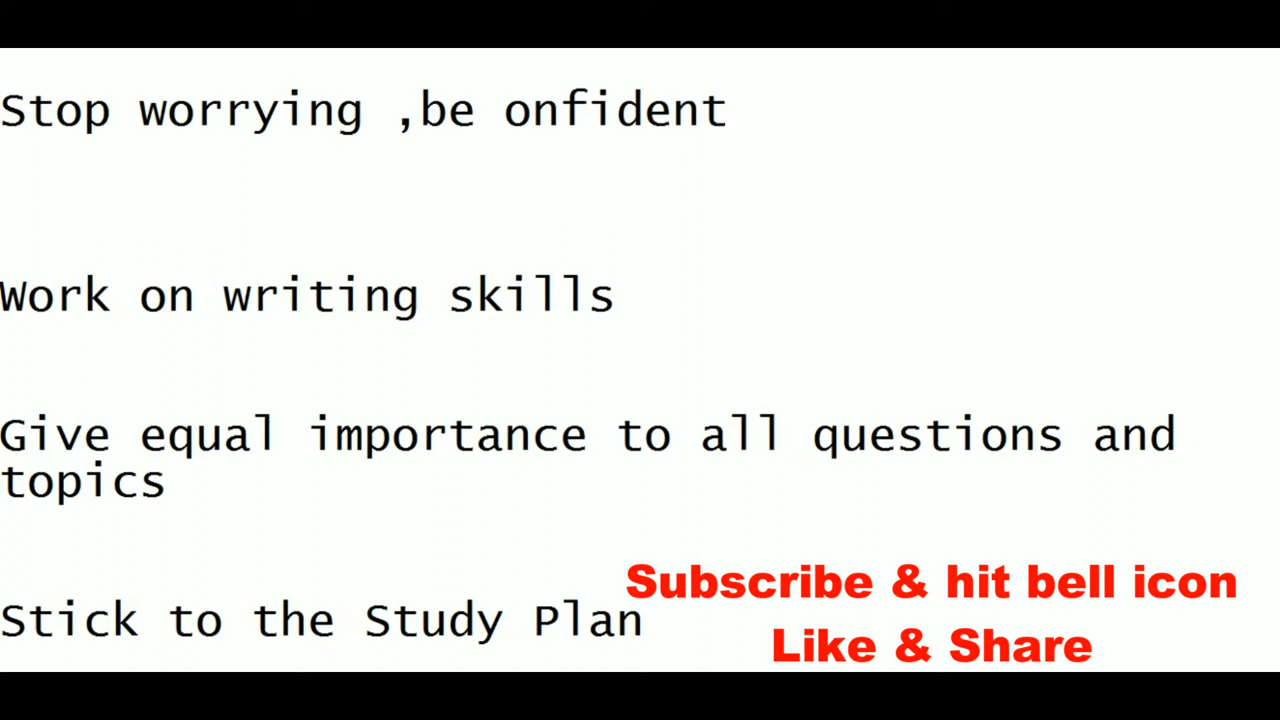 Stop worrying ,be onfident
Work on writing skills
Give equal importance to all questions and
topics
Subscribe & hit bell icon
Stick to the Study Plan
Like & Share